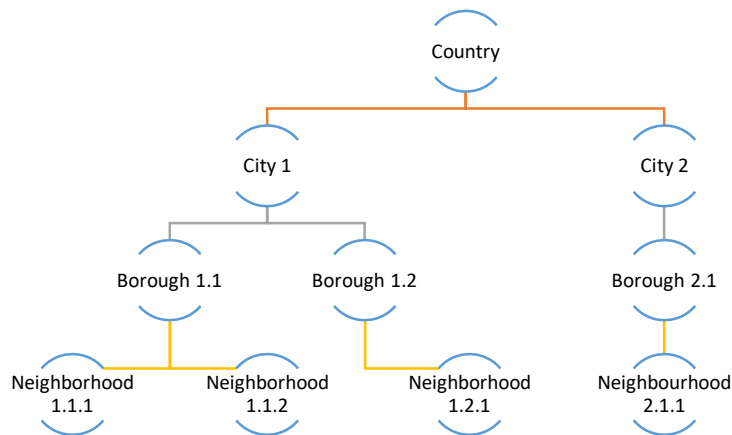 Country
City 1
City 2
Borough 1.1
Borough 1.2
Borough 2.1
Neighborhood
1.1.1
Neighborhood
1.1.2
Neighborhood
1.2.1
Neighbourhood
2.1.1